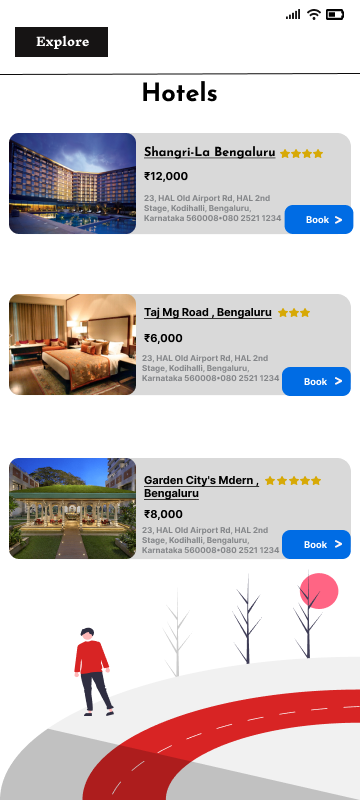 Explore
Hotels
Shangri-La Bengaluru
₹12,000
23, HAL Old Airport Rd, HAL 2nd
Stage, Kodihalli, Bengaluru,
Karnataka 560008•080 2521 1234
Book >
Taj Mg Road , Bengaluru
₹6,000
23, HAL Old Airport Rd, HAL 2nd
Stage, Kodihalli, Bengaluru,
Karnataka 560008•080 2521 1234
Book >
Garden City's Mdern ,
Bengaluru
₹8,000
23, HAL Old Airport Rd, HAL 2nd
Stage, Kodihalli, Bengaluru,
Karnataka 560008•080 2521 1234
Book >